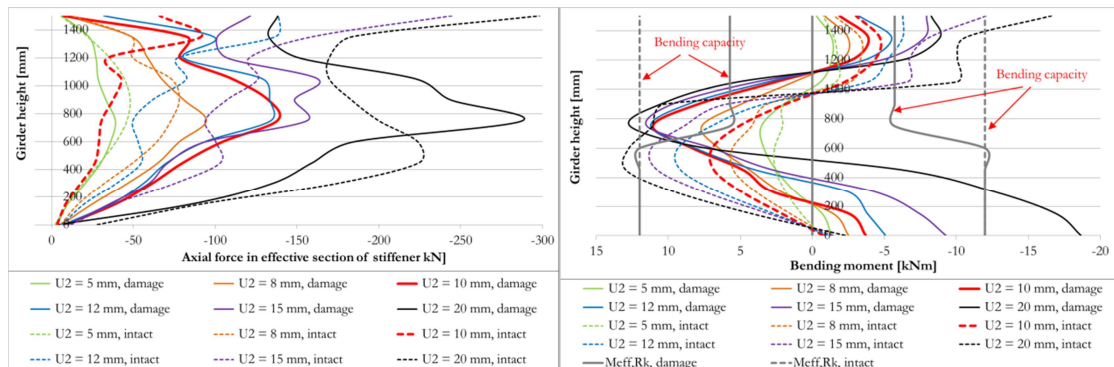 Girder height [mm]
1400
1200
1000
800
600
400
200
0
0
-50
-100
-150
-200
-250
-300
Axial force in effective section of stiffener kN]
U2 = 5 mm, damage
U2 = 8 mm, damage
U2 = 10 mm, damage
U2 = 12 mm, damage
U2 = 15 mm, damage
U2 = 20 mm, damage
U2 = 5 mm, intact
U2 = 8 mm, intact
U2 = 10 mm, intact
U2 = 12 mm, intact
U2 = 15 mm, intact
U2 = 20 mm, intact
Girder height [mm]
Bending capacity
Bending capacity
1400
1200
1000
800
600
400
200
0
15
10
5
0
-5
-10
-15
-20
Bending moment [kNm]
U2 = 5 mm, damage
U2 = 8 mm, damage
U2 = 10 mm, damage
U2 = 12 mm, damage
U2 = 15 mm, damage
U2 = 20 mm, damage
U2 = 5 mm, intact
U2 = 8 mm, intact
U2 = 10 mm, intact
U2 = 12 mm, intact
U2 = 15 mm, intact
U2 = 20 mm, intact
Meff,Rk, damage
Meff,Rk, intact